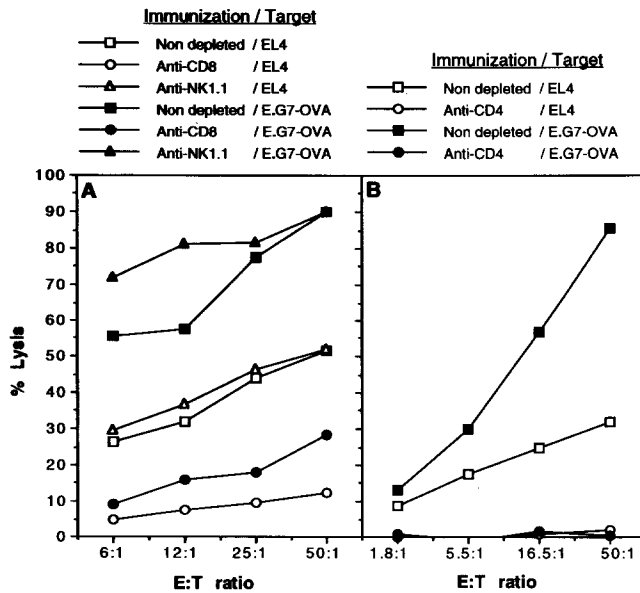 Immunization / Target
Non depleted / EL4
Anti-CD8 / EL4
Anti-NK1.1 / EL4
Non depleted / E.G7-OVA
Anti-CD8 / E.G7-OVA
Anti-NK1.1 / E.G7-OVA
Immunization / Target
Non depleted / EL4
Anti-CD4 / EL4
Non depleted / E.G7-OVA
Anti-CD4 / E.G7-OVA
A
B
100
90
80
70
60
50
40
30
20
10
0
% Lysis
6:1 12:1 25:1 50:1
E:T ratio
1.8:1 5.5:1 16.5:1 50:1
E:T ratio